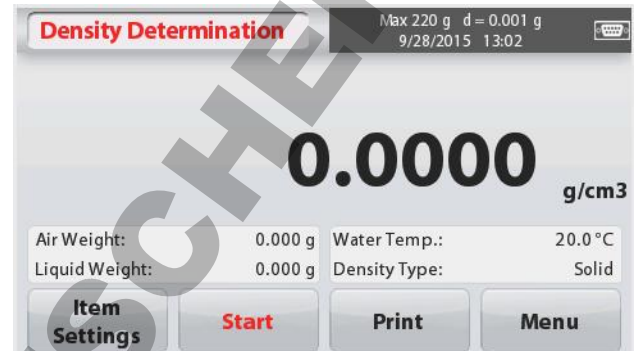 Density Determination
Max 220 g d = 0.001 g
9/28/2015 13:02
0.0000
g/cm3
Air Weight: 0.000 g Water Temp.: 20.0 °C
Liquid Weight: 0.000 g Density Type: Solid
Item
Settings
Start
Print
Menu